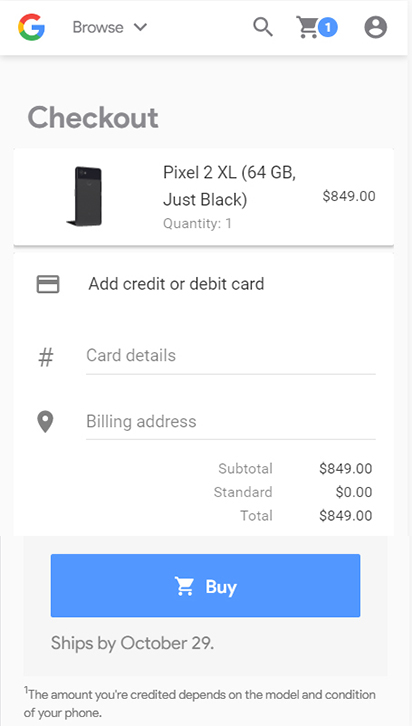 Browse
1
Checkout
Pixel 2 XL (64 GB,
Just Black)
$849.00
Quantity: 1
Add credit or debit card
# Card details
Billing address
Subtotal $849.00
Standard $0.00
Total $849.00
Buy
Ships by October 29.
1The amount you're credited depends on the model and condition
of your phone.